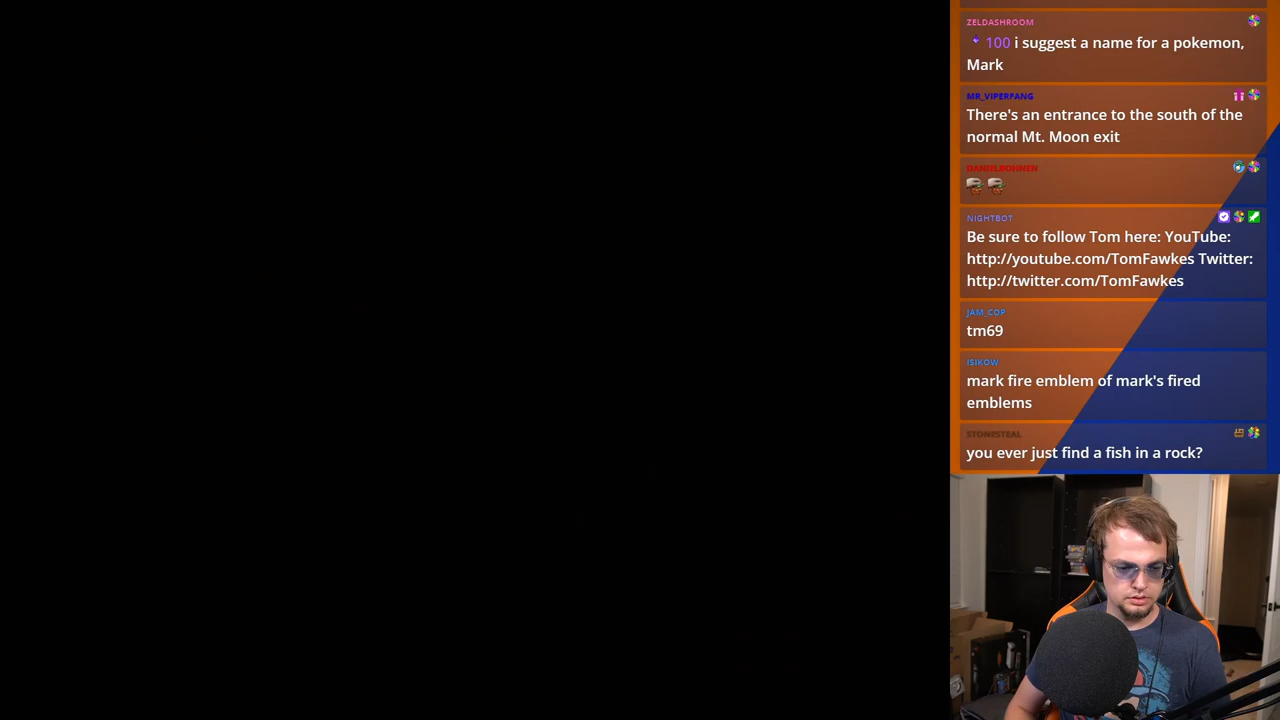 ZELDASHROOM
100 i suggest a name for a pokemon,
Mark
MR_VIPERFANG
There's an entrance to the south of the
normal Mt. Moon exit
DANIELBOHNEN
NIGHTBOT
Be sure to follow Tom here: YouTube:
http://youtube.com/TomFawkes Twitter:
http://twitter.com/TomFawkes
JAM_COP
tm69
ISIKOW
mark fire emblem of mark's fired
emblems
STONESTEAL
you ever just find a fish in a rock?